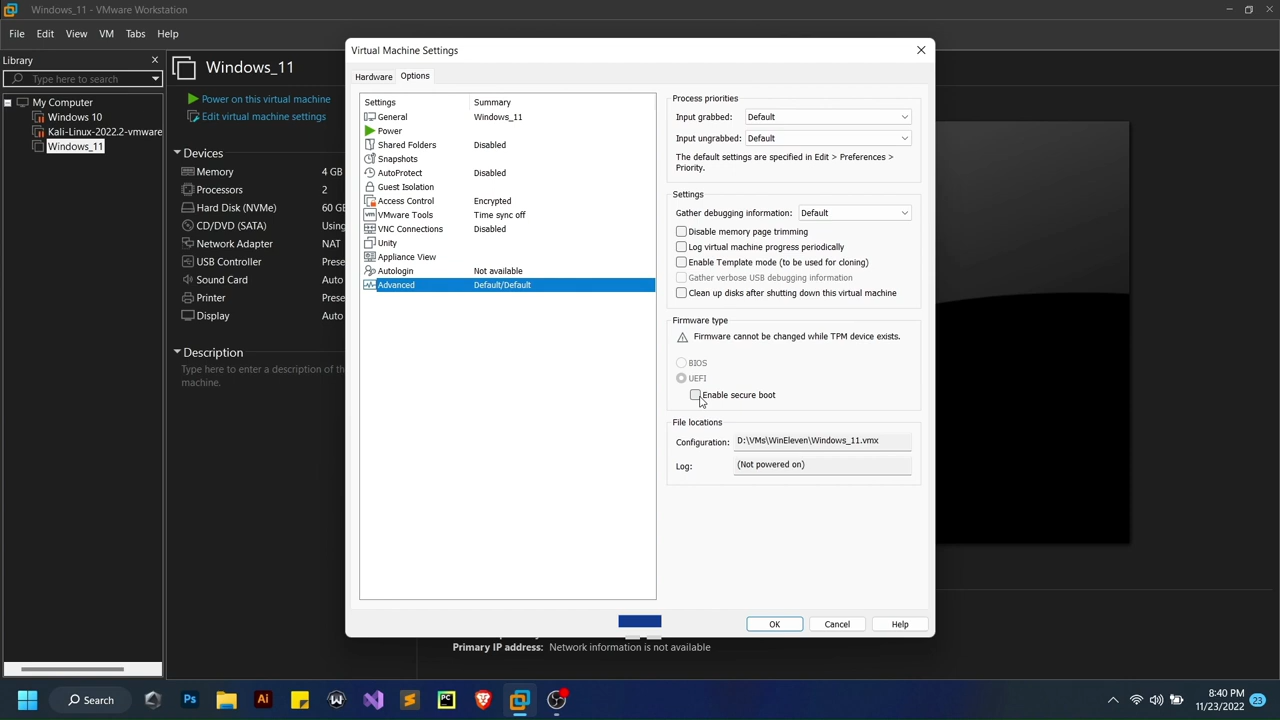 Windows_11 - VMware Workstation
File Edit View VM Tabs Help
Library
Type here to search
My Computer
Windows 10
Kali-Linux-2022.2-vmware
Windows_11
Windows_11
Power on this virtual machine
Edit virtual machine settings
Devices
Memory 4 GB
Processors 2
Hard Disk (NVMe) 60 GB
CD/DVD (SATA) Using
Network Adapter NAT
USB Controller Prese
Sound Card Auto
Printer Prese
Display Auto
Description
Type here to enter a description of th
machine.
Virtual Machine Settings
Hardware Options
Settings Summary
General Windows_11
Power
Shared Folders Disabled
Snapshots
AutoProtect Disabled
Guest Isolation
Access Control Encrypted
vm VMware Tools Time sync off
VNC Connections Disabled
Unity
Appliance View
Autologin Not available
Advanced Default/Default
Process priorities
Input grabbed: Default
Input ungrabbed: Default
The default settings are specified in Edit > Preferences >
Priority.
Settings
Gather debugging information: Default
Disable memory page trimming
Log virtual machine progress periodically
Enable Template mode (to be used for cloning)
Gather verbose USB debugging information
Clean up disks after shutting down this virtual machine
Firmware type
Firmware cannot be changed while TPM device exists.
BIOS
UEFI
Enable secure boot
File locations
Configuration: D:\VMs\WinEleven\Windows_11.vmx
Log: (Not powered on)
OK Cancel Help
Primary IP address: Network information is not available
Search
Ps
Ai
PC
8:40 PM
11/23/2022
23